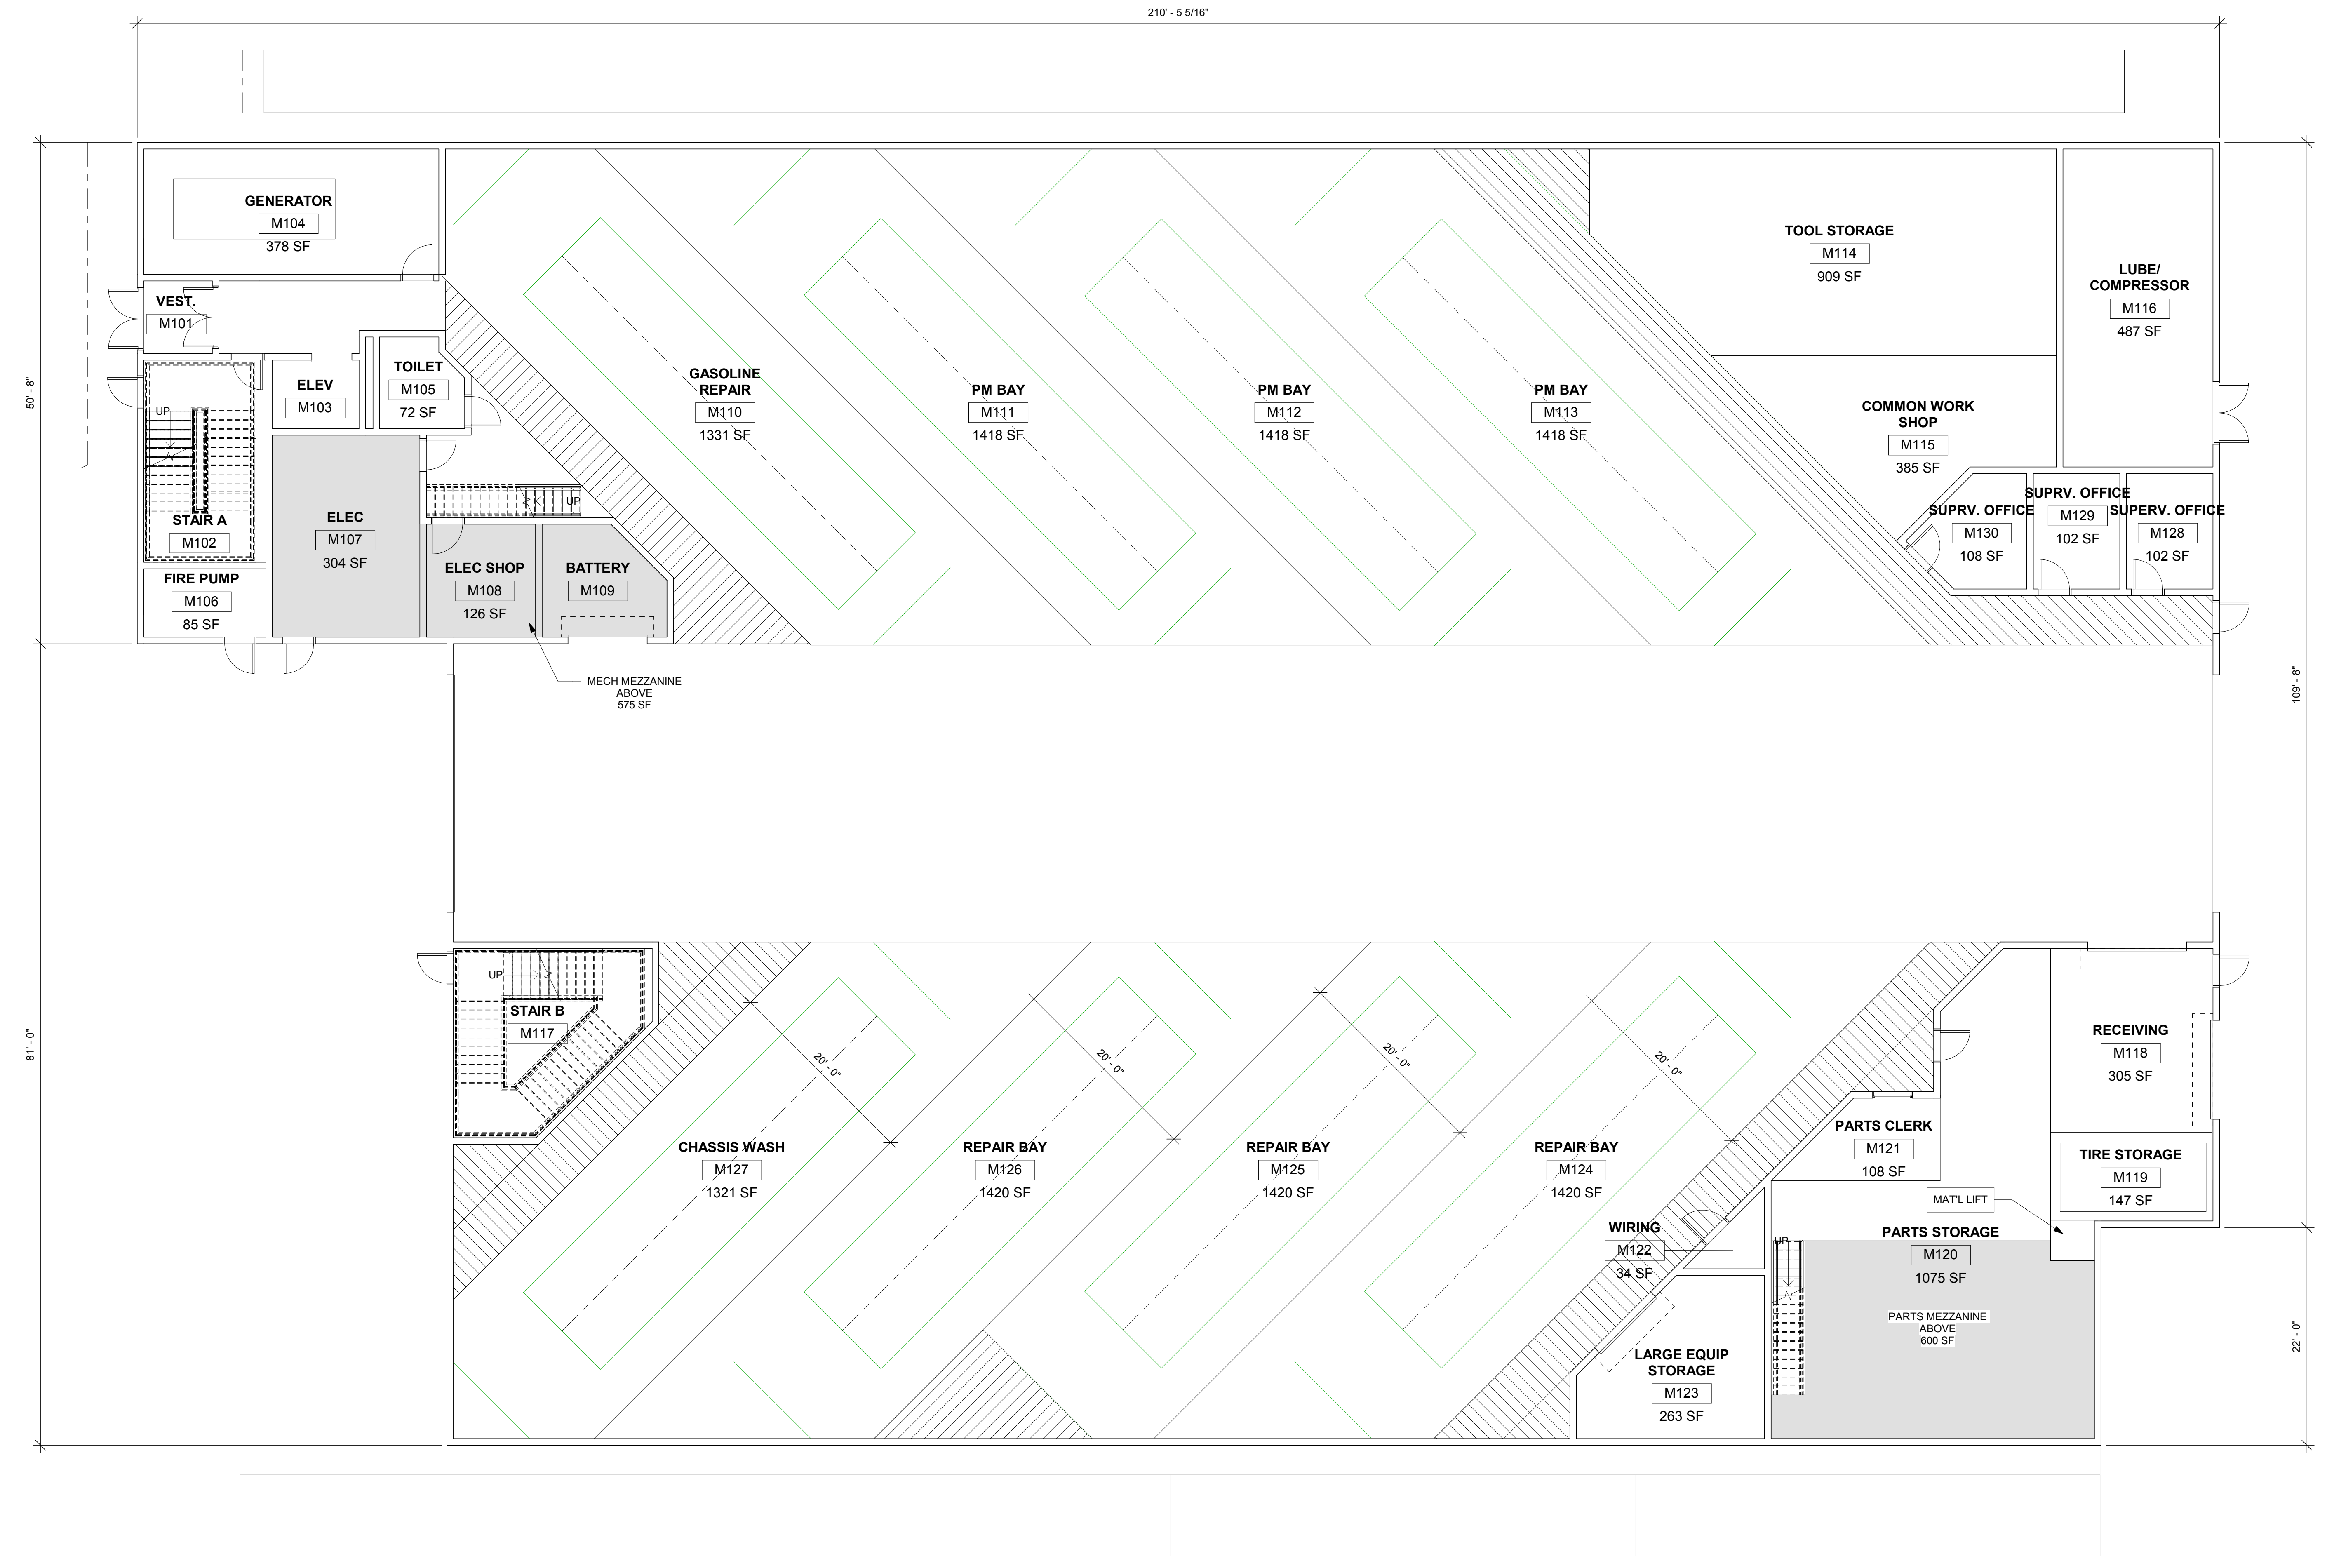 210' - 5 5/16"
50' - 8"
81' - 0"
109' - 8"
22' - 0"
GENERATOR
M104
378 SF
VEST.
M101
UP
STAIR A
M102
ELEV
M103
TOILET
M105
72 SF
FIRE PUMP
M106
85 SF
ELEC
M107
304 SF
UP
ELEC SHOP
M108
126 SF
BATTERY
M109
MECH MEZZANINE
ABOVE
575 SF
GASOLINE
REPAIR
M110
1331 SF
PM BAY
M111
1418 SF
PM BAY
M112
1418 SF
PM BAY
M113
1418 SF
TOOL STORAGE
M114
909 SF
COMMON WORK
SHOP
M115
385 SF
LUBE/
COMPRESSOR
M116
487 SF
SUPRV. OFFICE
M130
108 SF
SUPRV. OFFICE
M129
102 SF
SUPERV. OFFICE
M128
102 SF
UP
STAIR B
M117
20' - 0"
20' - 0"
20' - 0"
20' - 0"
CHASSIS WASH
M127
1321 SF
REPAIR BAY
M126
1420 SF
REPAIR BAY
M125
1420 SF
REPAIR BAY
M124
1420 SF
RECEIVING
M118
305 SF
PARTS CLERK
M121
108 SF
TIRE STORAGE
M119
147 SF
MAT'L LIFT
WIRING
M122
34 SF
UP
PARTS STORAGE
M120
1075 SF
PARTS MEZZANINE
ABOVE
600 SF
LARGE EQUIP
STORAGE
M123
263 SF